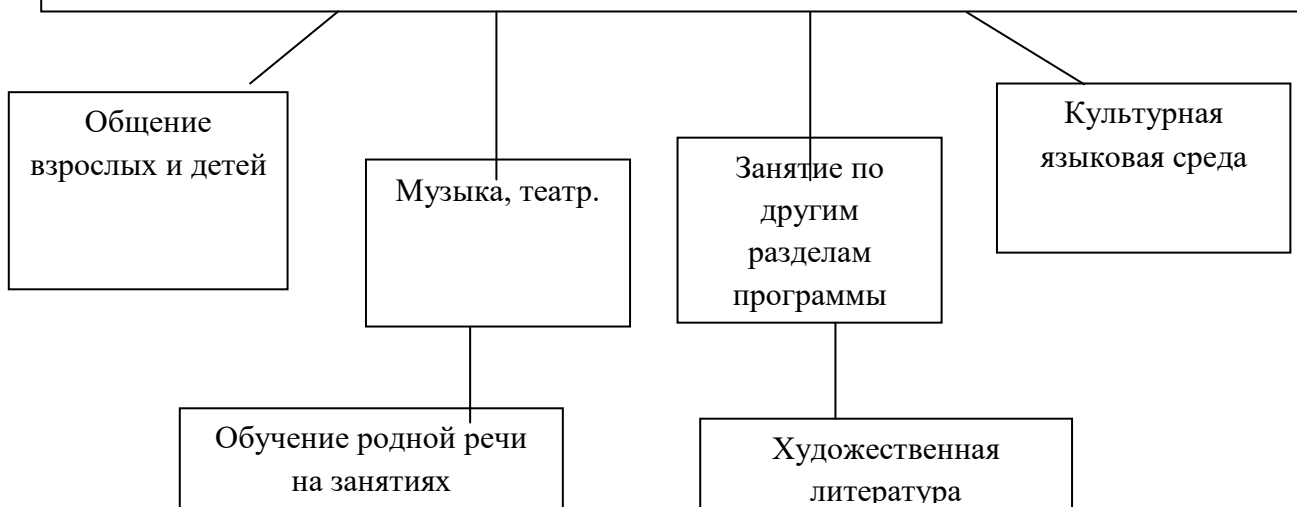 Общение
взрослых и детей
Музыка, театр.
Занятие по
другим
разделам
программы
Культурная
языковая среда
Обучение родной речи
на занятиях
Художественная
литература